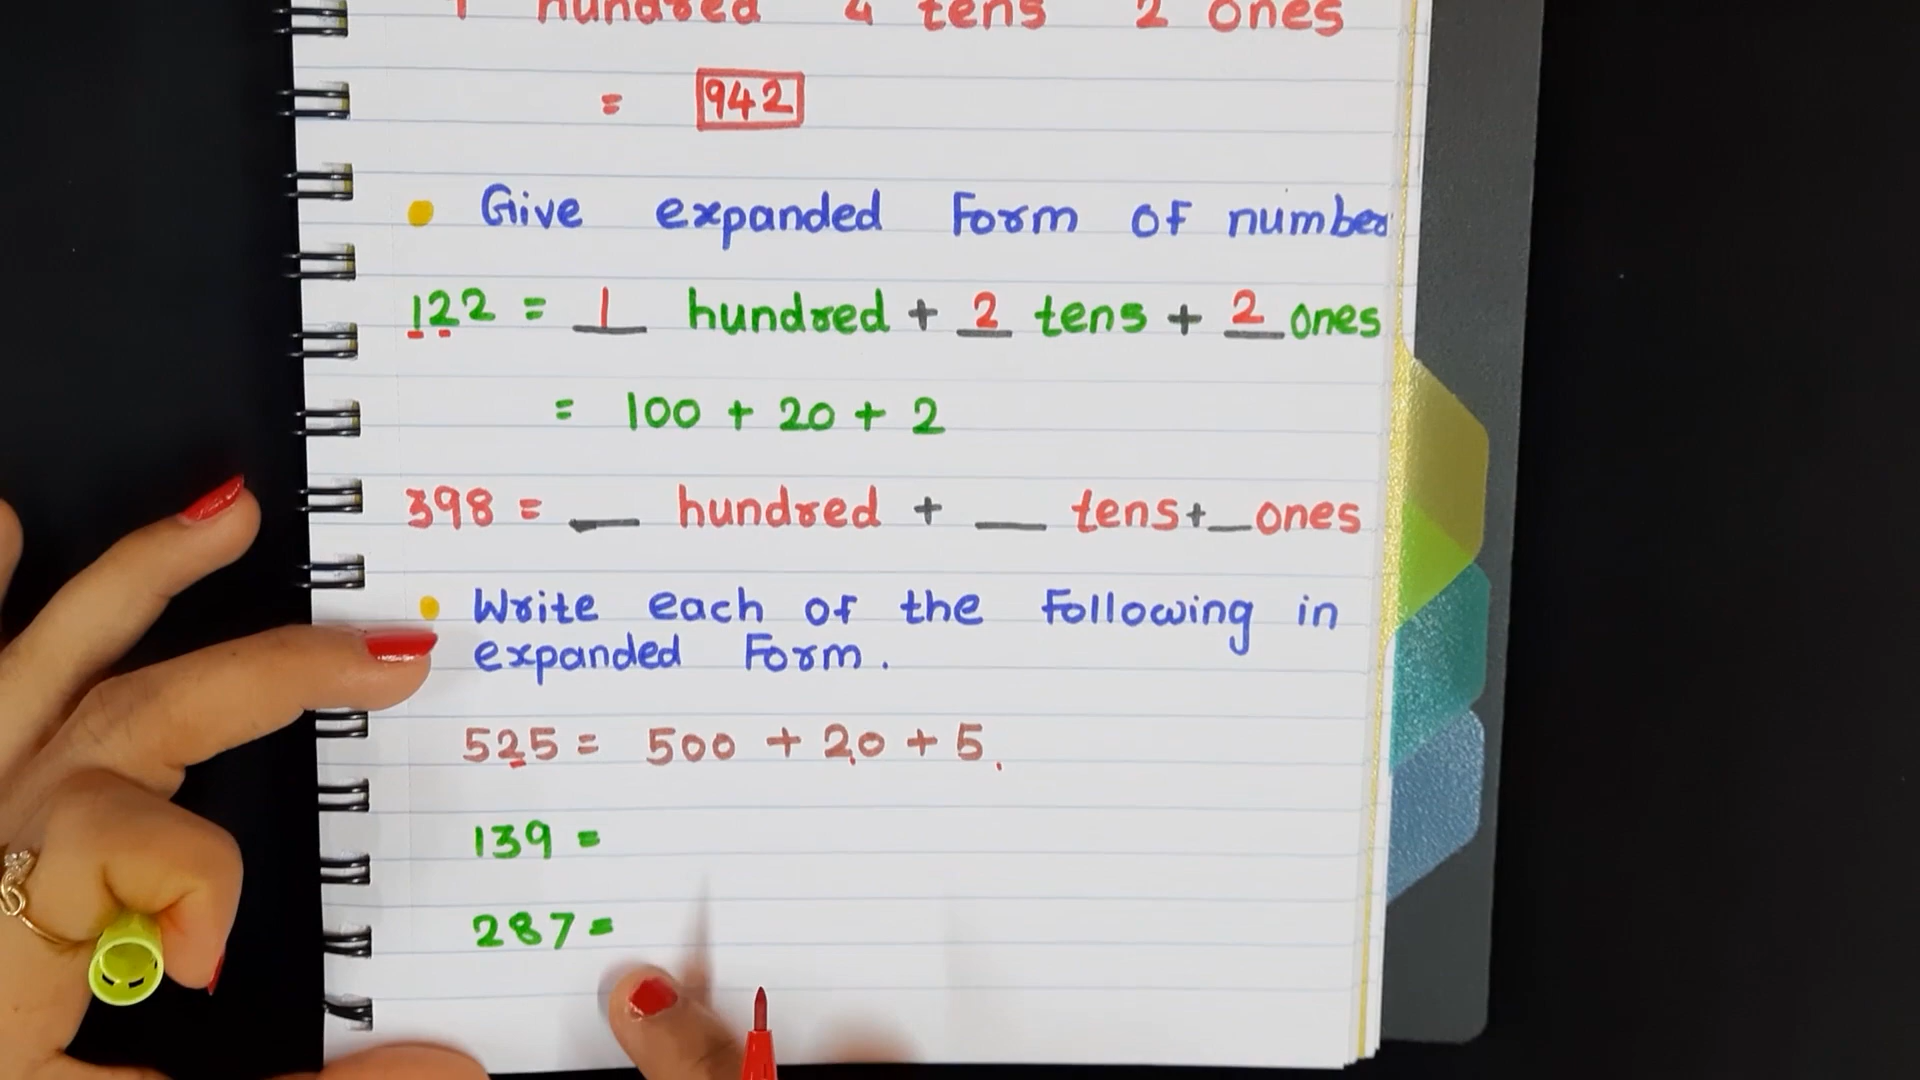 hundred 4 tens 2 ones
= 942
Give expanded Form OF number
122 = 1 hundred + 2 tens + 2 ones
= 100 + 20 + 2
398 = __ hundred + __ tens + __ ones
Write each of the Following in
expanded Form.
525 = 500 + 20 + 5
139 =
287 =